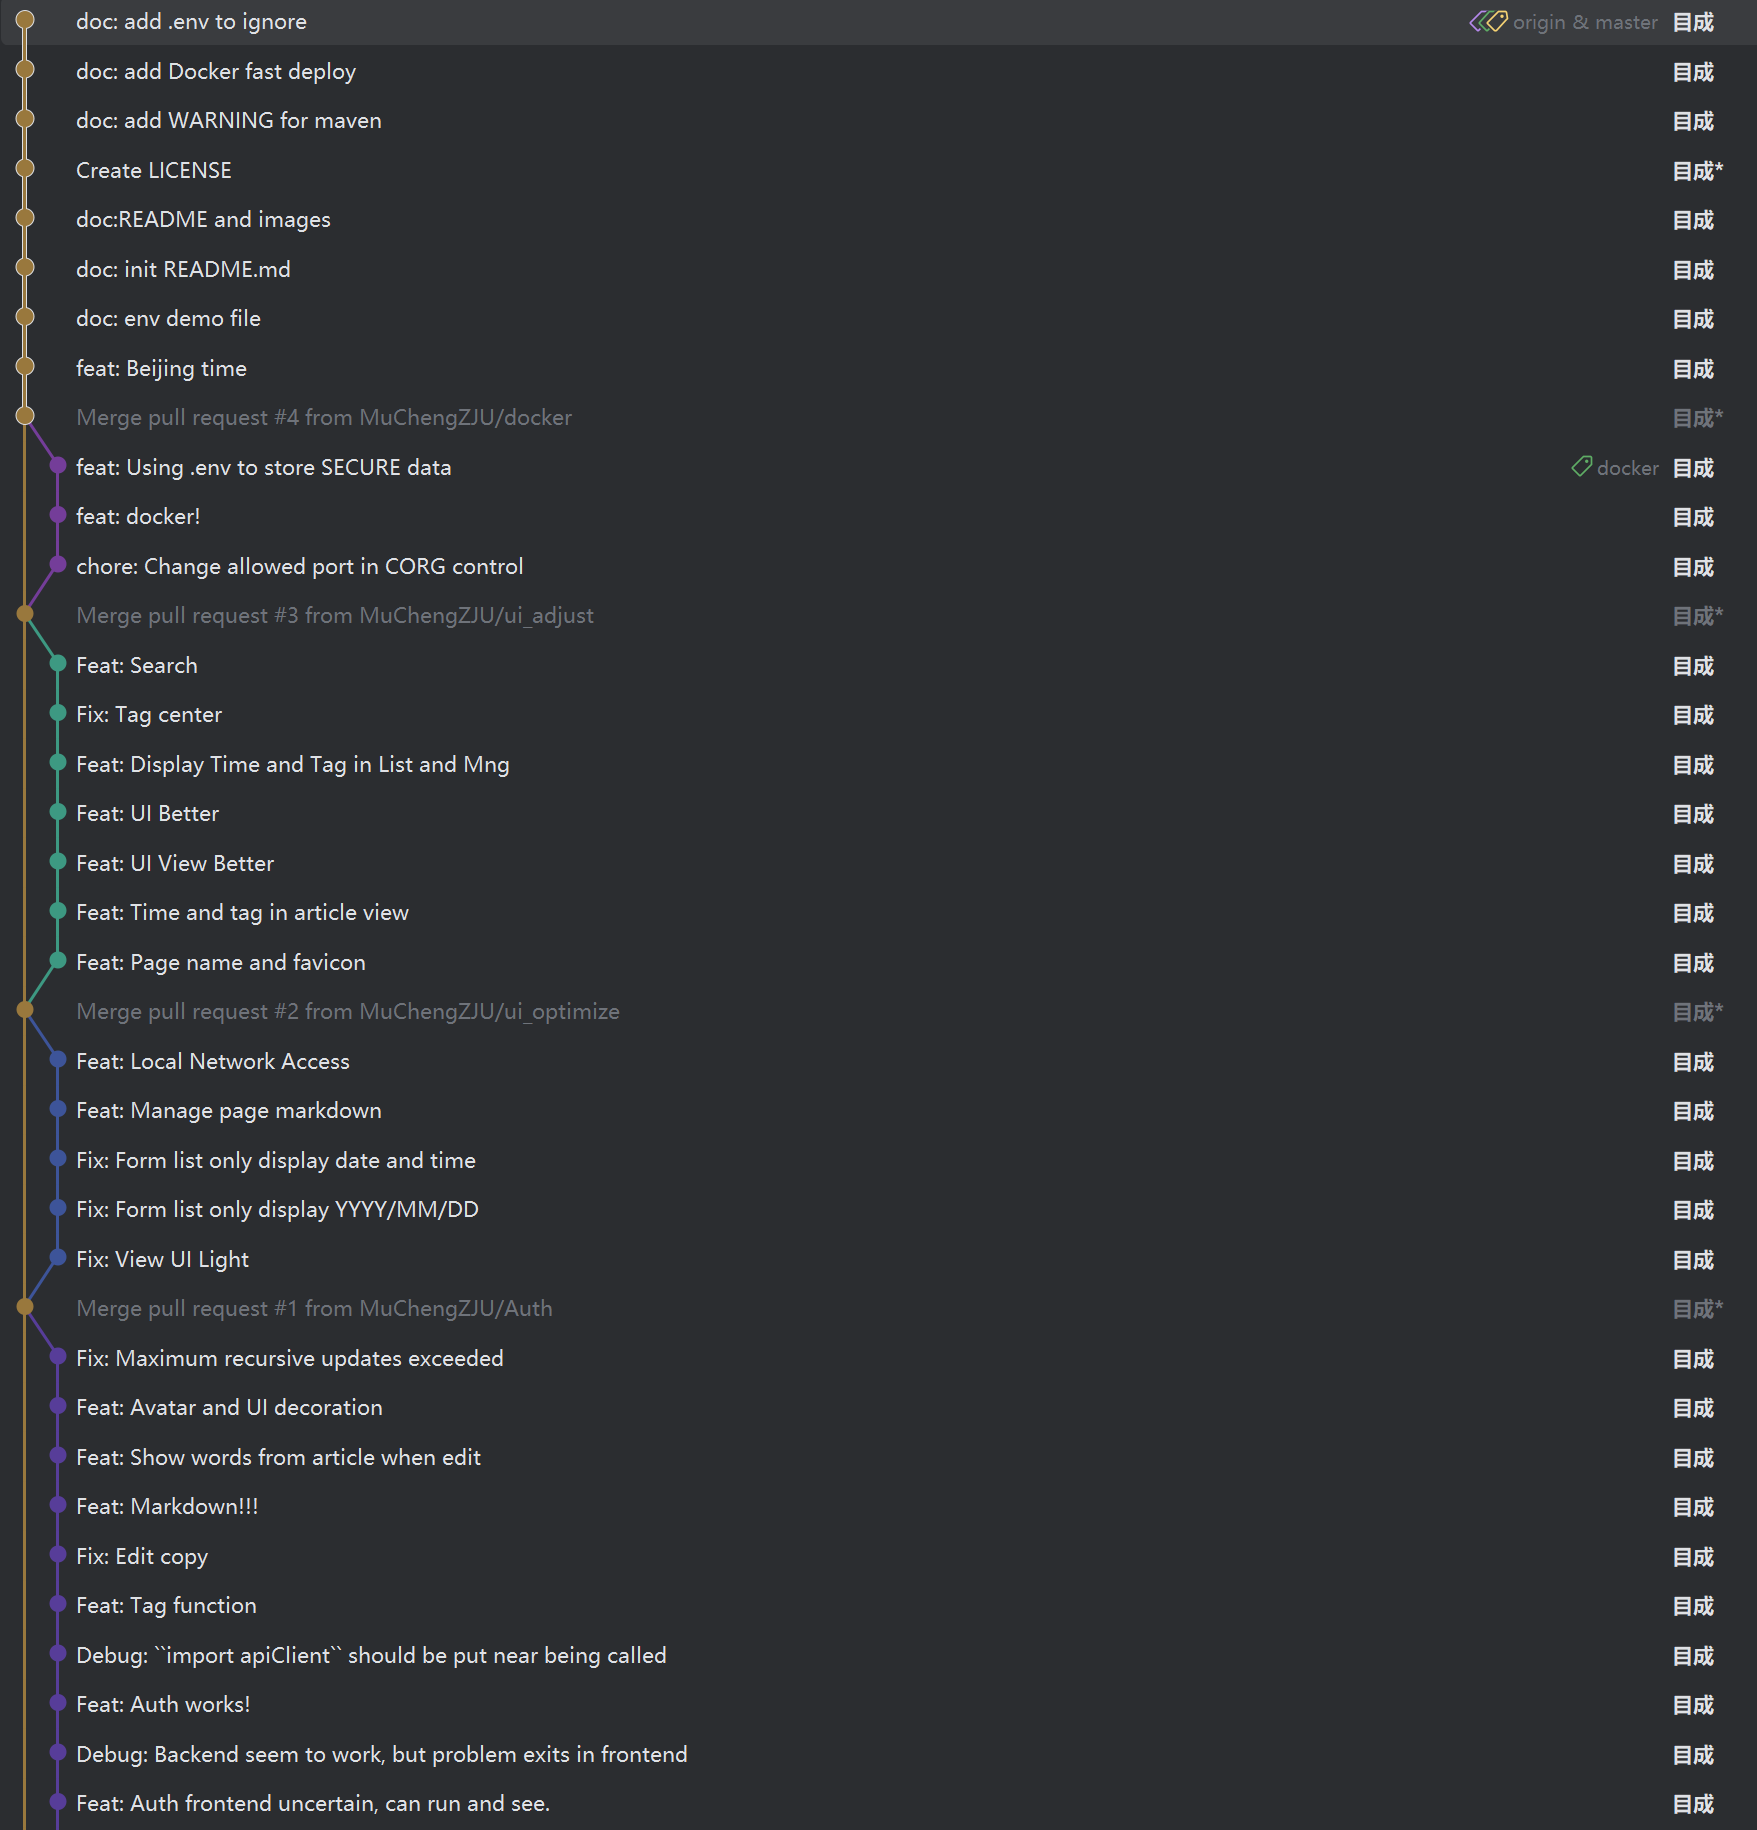 doc: add .env to ignore origin & master 目成
doc: add Docker fast deploy 目成
doc: add WARNING for maven 目成
Create LICENSE 目成*
doc:README and images 目成
doc: init README.md 目成
doc: env demo file 目成
feat: Beijing time 目成
Merge pull request #4 from MuChengZJU/docker 目成*
feat: Using .env to store SECURE data docker 目成
feat: docker! 目成
chore: Change allowed port in CORG control 目成
Merge pull request #3 from MuChengZJU/ui_adjust 目成*
Feat: Search 目成
Fix: Tag center 目成
Feat: Display Time and Tag in List and Mng 目成
Feat: UI Better 目成
Feat: UI View Better 目成
Feat: Time and tag in article view 目成
Feat: Page name and favicon 目成
Merge pull request #2 from MuChengZJU/ui_optimize 目成*
Feat: Local Network Access 目成
Feat: Manage page markdown 目成
Fix: Form list only display date and time 目成
Fix: Form list only display YYYY/MM/DD 目成
Fix: View UI Light 目成
Merge pull request #1 from MuChengZJU/Auth 目成*
Fix: Maximum recursive updates exceeded 目成
Feat: Avatar and UI decoration 目成
Feat: Show words from article when edit 目成
Feat: Markdown!!! 目成
Fix: Edit copy 目成
Feat: Tag function 目成
Debug: ``import apiClient`` should be put near being called 目成
Feat: Auth works! 目成
Debug: Backend seem to work, but problem exits in frontend 目成
Feat: Auth frontend uncertain, can run and see. 目成